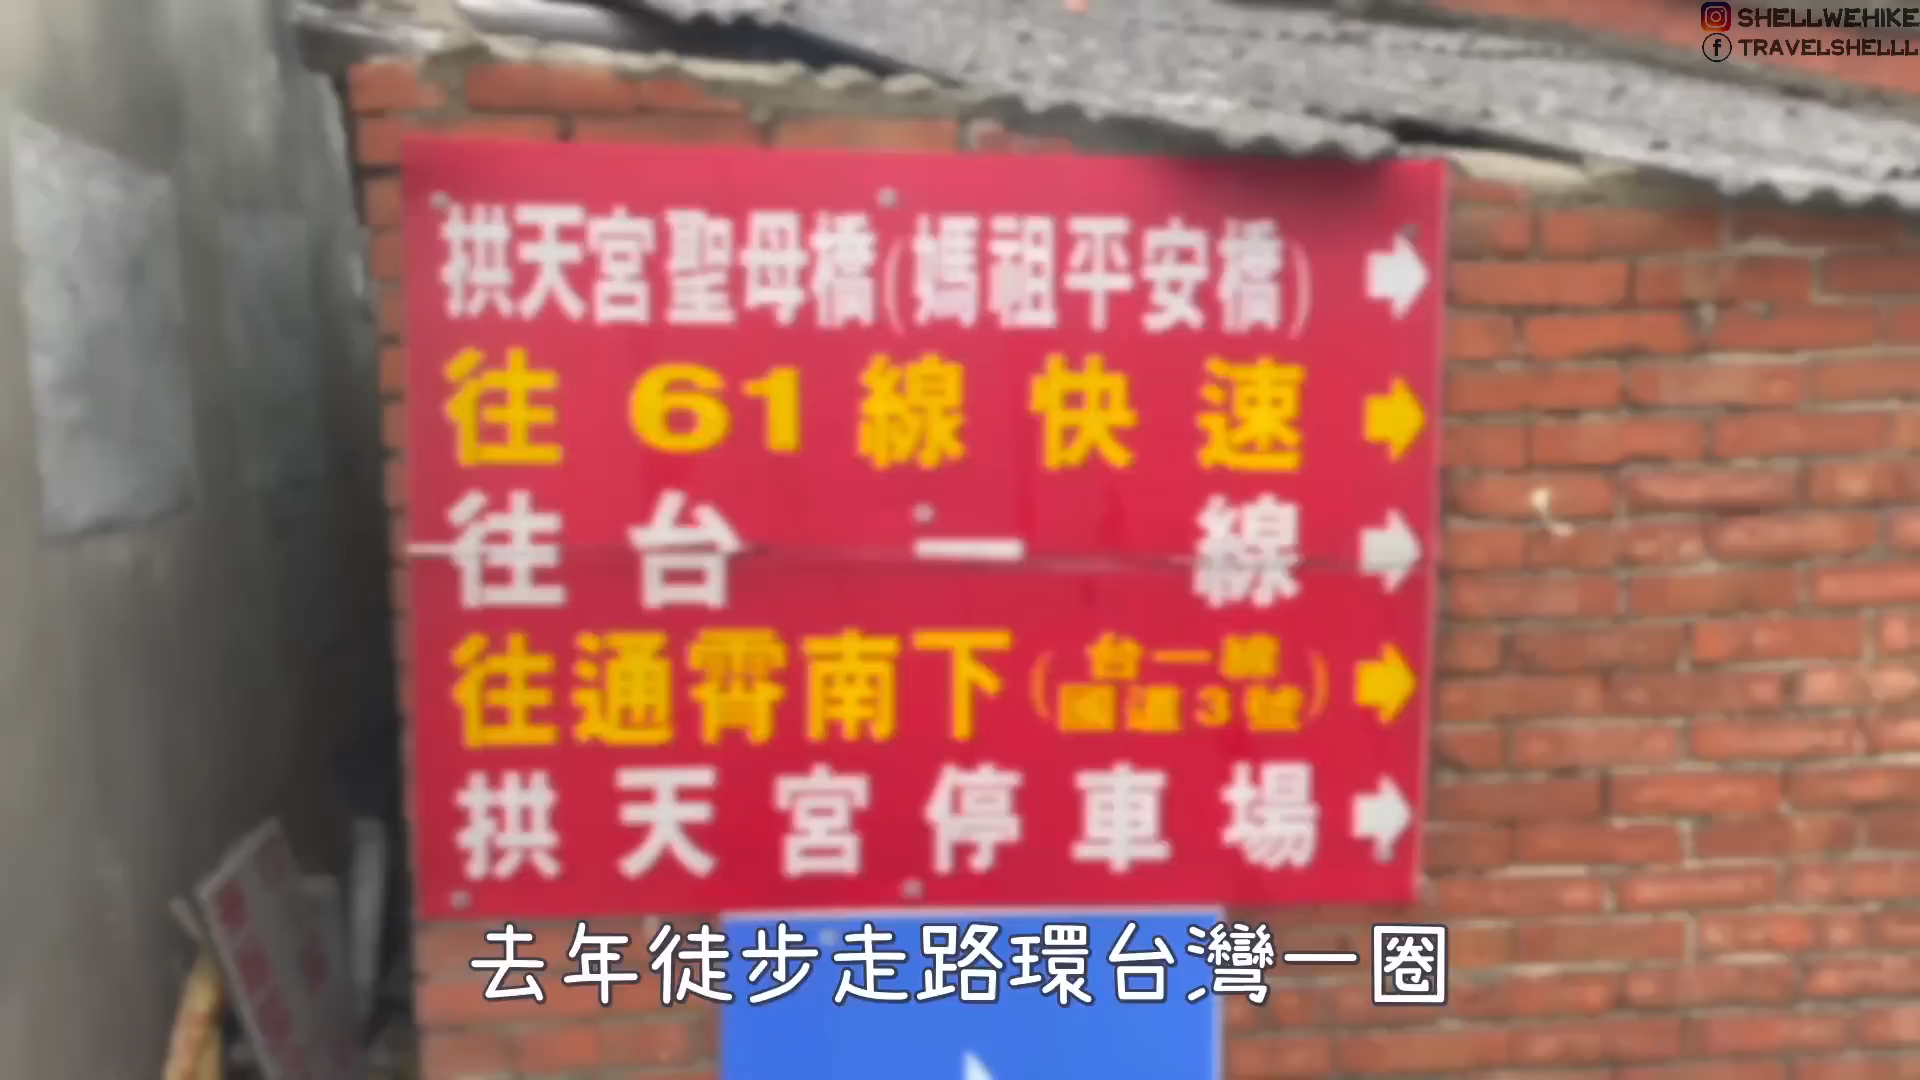 SHELLWEHIKE
TRAVELSHELLL
拱天宮聖母橋(媽祖平安橋)
往61線快速
往台一線
往通霄南下(台一線 國道3號)
拱天宮停車場
去年徒步走路環台灣一圈